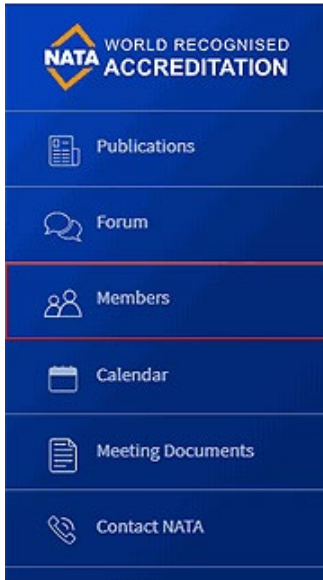 NATA
WORLD RECOGNISED
ACCREDITATION
Publications
Forum
Members
Calendar
Meeting Documents
Contact NATA